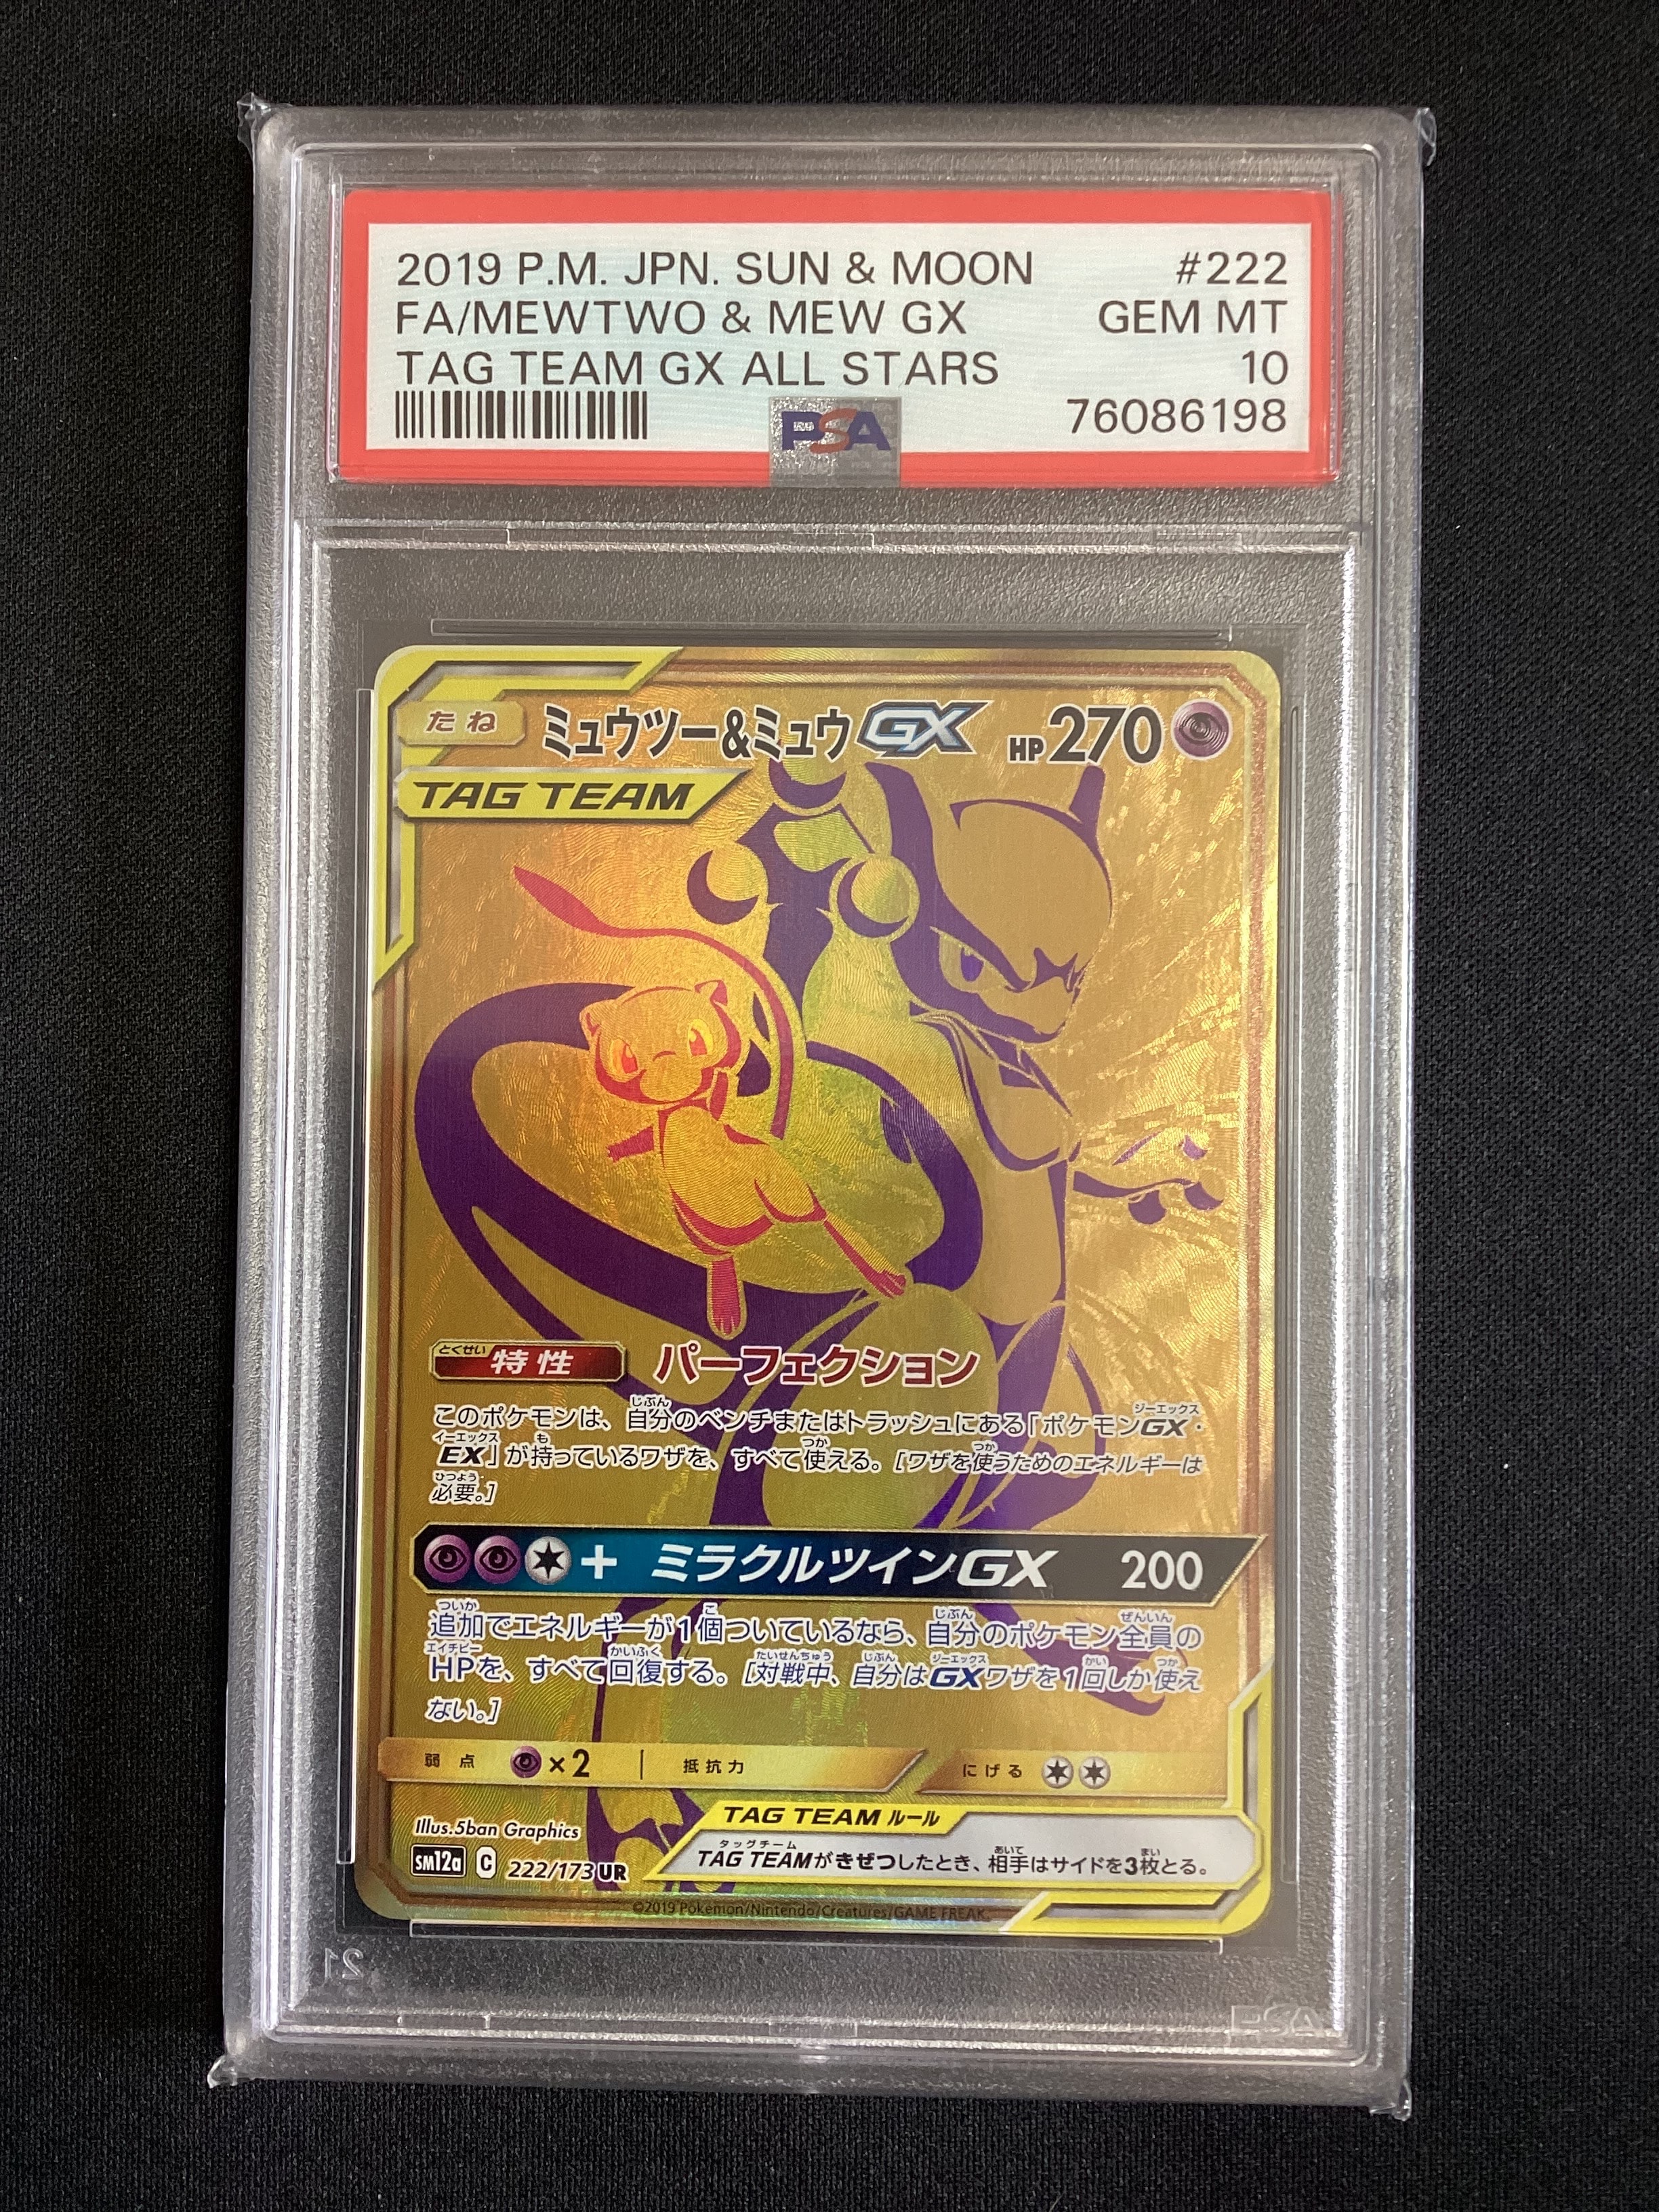 2019 P.M. JPN. SUN & MOON #222
FA/MEWTWO & MEW GX GEM MT
TAG TEAM GX ALL STARS 10
PSA 76086198
たね ミュウツー&ミュウGX HP270
TAG TEAM
とくせい
特性 パーフェクション
じぶん ジーエックス
このポケモンは、自分のベンチまたはトラッシュにある「ポケモンGX・
イーエックス も つか つか
EX」が持っているワザを、すべて使える。[ワザを使うためのエネルギーは
ひつよう
必要。]
+ ミラクルツインGX 200
ついか こ じぶん ぜんいん
追加でエネルギーが1個ついているなら、自分のポケモン全員の
エイチピー かいふく たいせんちゅう じぶん ジーエックス かい つか
HPを、すべて回復する。[対戦中、自分はGXワザを1回しか使え
ない。]
弱点 ×2 抵抗力 にげる
TAG TEAM ルール
Illus.5ban Graphics
タッグチーム あいて まい
TAG TEAMがきぜつしたとき、相手はサイドを3枚とる。
SM12a C 222/173 UR
©2019 Pokémon/Nintendo/Creatures/GAME FREAK.
21
PSA